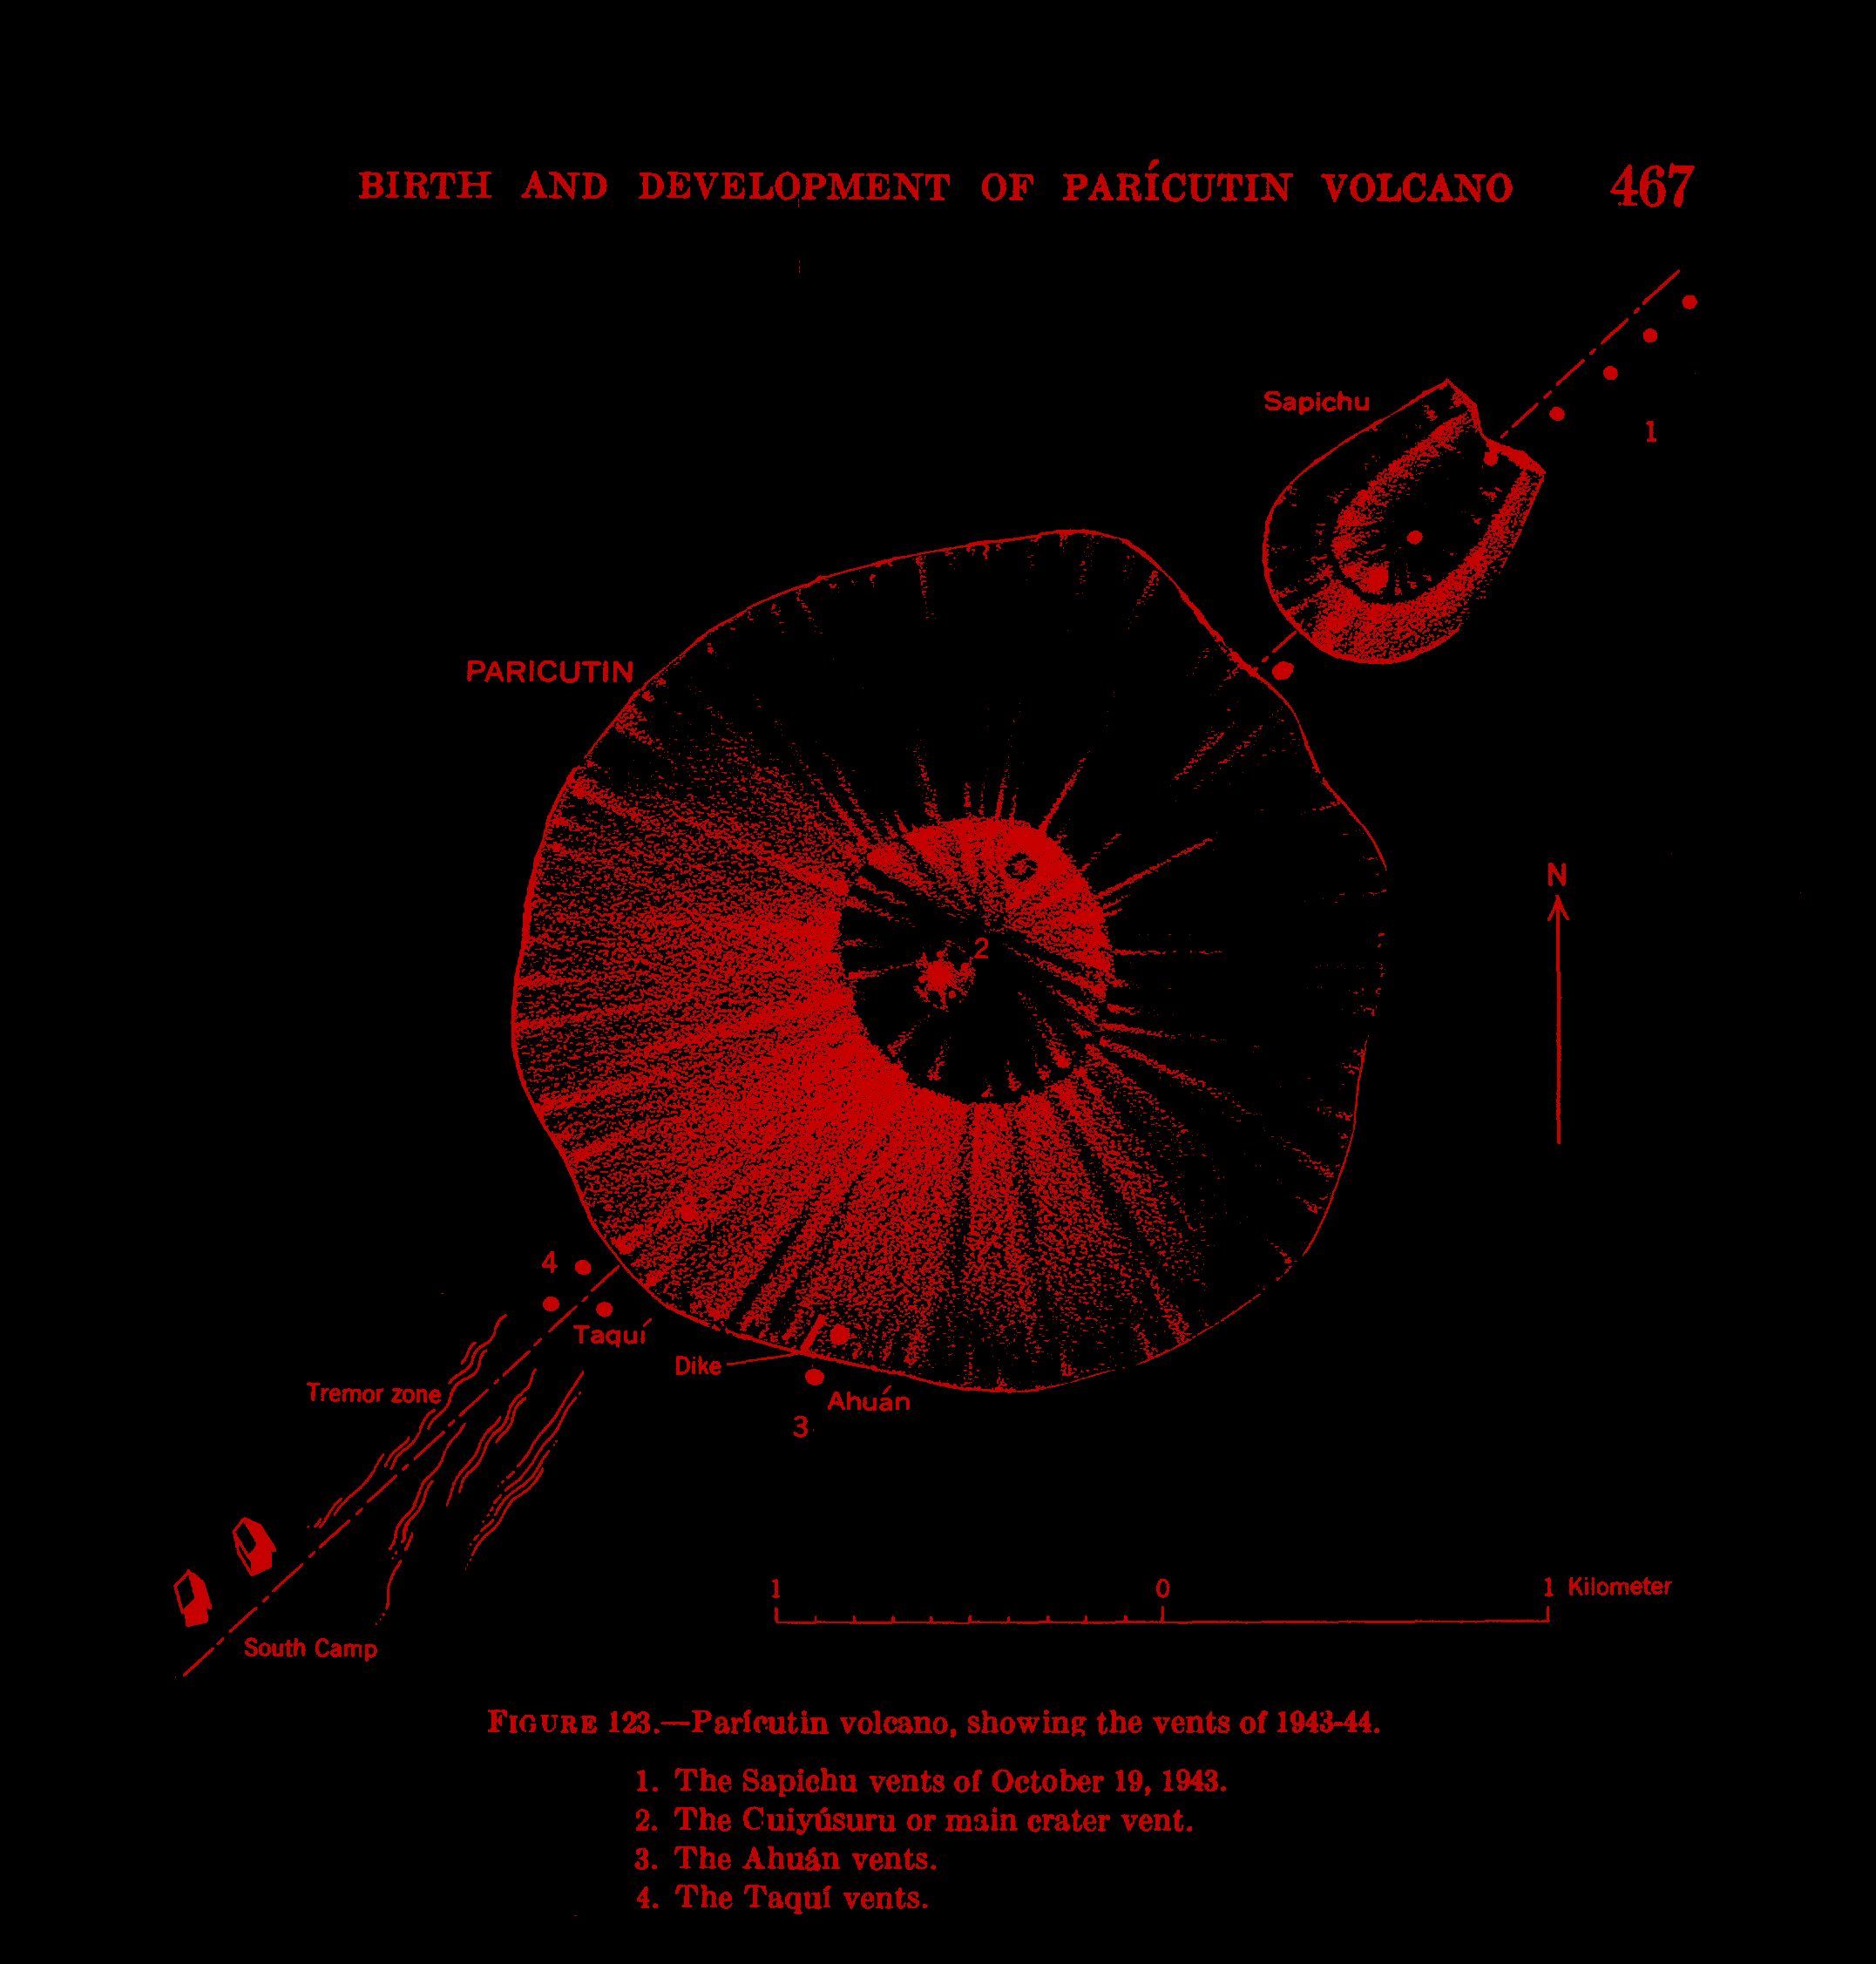 BIRTH AND DEVELOPMENT OF PARÍCUTIN VOLCANO 467
Sapichu
1
PARICUTIN
N
2
4
Taquí
Dike
Tremor zone
Ahuán
3
1 0 1 Kilometer
South Camp
FIGURE 123.—Parícutin volcano, showing the vents of 1943-44.
1. The Sapichu vents of October 19, 1943.
2. The Cuiyúsuru or main crater vent.
3. The Ahuán vents.
4. The Taquí vents.